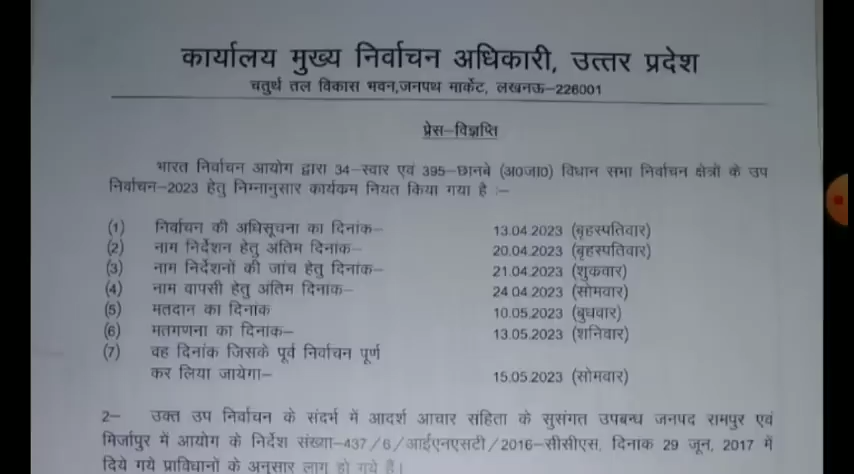 कार्यालय मुख्य निर्वाचन अधिकारी, उत्तर प्रदेश
चतुर्थ तल विकास भवन,जनपथ मार्केट, लखनऊ–226001
प्रेस–विज्ञप्ति
भारत निर्वाचन आयोग द्वारा 34–स्वार एवं 395–छानबे (अ0जा0) विधान सभा निर्वाचन क्षेत्रों के उप
निर्वाचन–2023 हेतु निम्नानुसार कार्यक्रम नियत किया गया है :–
(1) निर्वाचन की अधिसूचना का दिनांक– 13.04.2023 (बृहस्पतिवार)
(2) नाम निर्देशन हेतु अंतिम दिनांक– 20.04.2023 (बृहस्पतिवार)
(3) नाम निर्देशनों की जांच हेतु दिनांक– 21.04.2023 (शुक्रवार)
(4) नाम वापसी हेतु अंतिम दिनांक– 24.04.2023 (सोमवार)
(5) मतदान का दिनांक 10.05.2023 (बुधवार)
(6) मतगणना का दिनांक– 13.05.2023 (शनिवार)
(7) वह दिनांक जिसके पूर्व निर्वाचन पूर्ण
कर लिया जायेगा– 15.05.2023 (सोमवार)
2– उक्त उप निर्वाचन के संदर्भ में आदर्श आचार संहिता के सुसंगत उपबन्ध जनपद रामपुर एवं
मिर्जापुर में आयोग के निर्देश संख्या–437/6/आईएनएसटी/2016–सीसीएस, दिनांक 29 जून, 2017 में
दिये गये प्राविधानों के अनुसार लागू हो गये हैं।